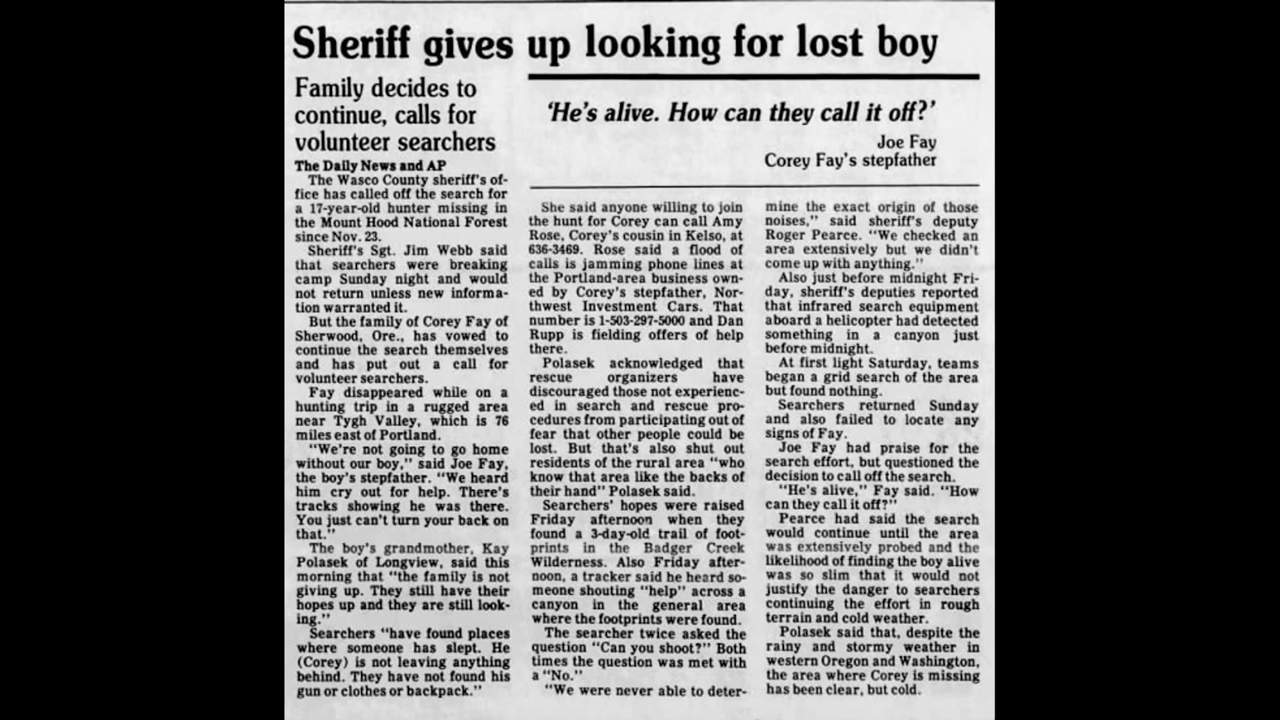 Sheriff gives up looking for lost boy
Family decides to
continue, calls for
volunteer searchers
'He's alive. How can they call it off?'
Joe Fay
Corey Fay's stepfather
The Daily News and AP
The Wasco County sheriff's of-
fice has called off the search for
a 17-year-old hunter missing in
the Mount Hood National Forest
since Nov. 23.
Sheriff's Sgt. Jim Webb said
that searchers were breaking
camp Sunday night and would
not return unless new informa-
tion warranted it.
But the family of Corey Fay of
Sherwood, Ore., has vowed to
continue the search themselves
and has put out a call for
volunteer searchers.
Fay disappeared while on a
hunting trip in a rugged area
near Tygh Valley, which is 76
miles east of Portland.
"We're not going to go home
without our boy," said Joe Fay,
the boy's stepfather. "We heard
him cry out for help. There's
tracks showing he was there.
You just can't turn your back on
that."
The boy's grandmother, Kay
Polasek of Longview, said this
morning that "the family is not
giving up. They still have their
hopes up and they are still look-
ing."
Searchers "have found places
where someone has slept. He
(Corey) is not leaving anything
behind. They have not found his
gun or clothes or backpack."
She said anyone willing to join
the hunt for Corey can call Amy
Rose, Corey's cousin in Kelso, at
636-3469. Rose said a flood of
calls is jamming phone lines at
the Portland-area business own-
ed by Corey's stepfather, Nor-
thwest Investment Cars. That
number is 1-503-297-5000 and Dan
Rupp is fielding offers of help
there.
Polasek acknowledged that
rescue organizers have
discouraged those not experienc-
ed in search and rescue pro-
cedures from participating out of
fear that other people could be
lost. But that's also shut out
residents of the rural area "who
know that area like the backs of
their hand" Polasek said.
Searchers' hopes were raised
Friday afternoon when they
found a 3-day-old trail of foot-
prints in the Badger Creek
Wilderness. Also Friday after-
noon, a tracker said he heard so-
meone shouting "help" across a
canyon in the general area
where the footprints were found.
The searcher twice asked the
question "Can you shoot?" Both
times the question was met with
a "No."
"We were never able to deter-
mine the exact origin of those
noises," said sheriff's deputy
Roger Pearce. "We checked an
area extensively but we didn't
come up with anything."
Also just before midnight Fri-
day, sheriff's deputies reported
that infrared search equipment
aboard a helicopter had detected
something in a canyon just
before midnight.
At first light Saturday, teams
began a grid search of the area
but found nothing.
Searchers returned Sunday
and also failed to locate any
signs of Fay.
Joe Fay had praise for the
search effort, but questioned the
decision to call off the search.
"He's alive," Fay said. "How
can they call it off?"
Pearce had said the search
would continue until the area
was extensively probed and the
likelihood of finding the boy alive
was so slim that it would not
justify the danger to searchers
continuing the effort in rough
terrain and cold weather.
Polasek said that, despite the
rainy and stormy weather in
western Oregon and Washington,
the area where Corey is missing
has been clear, but cold.